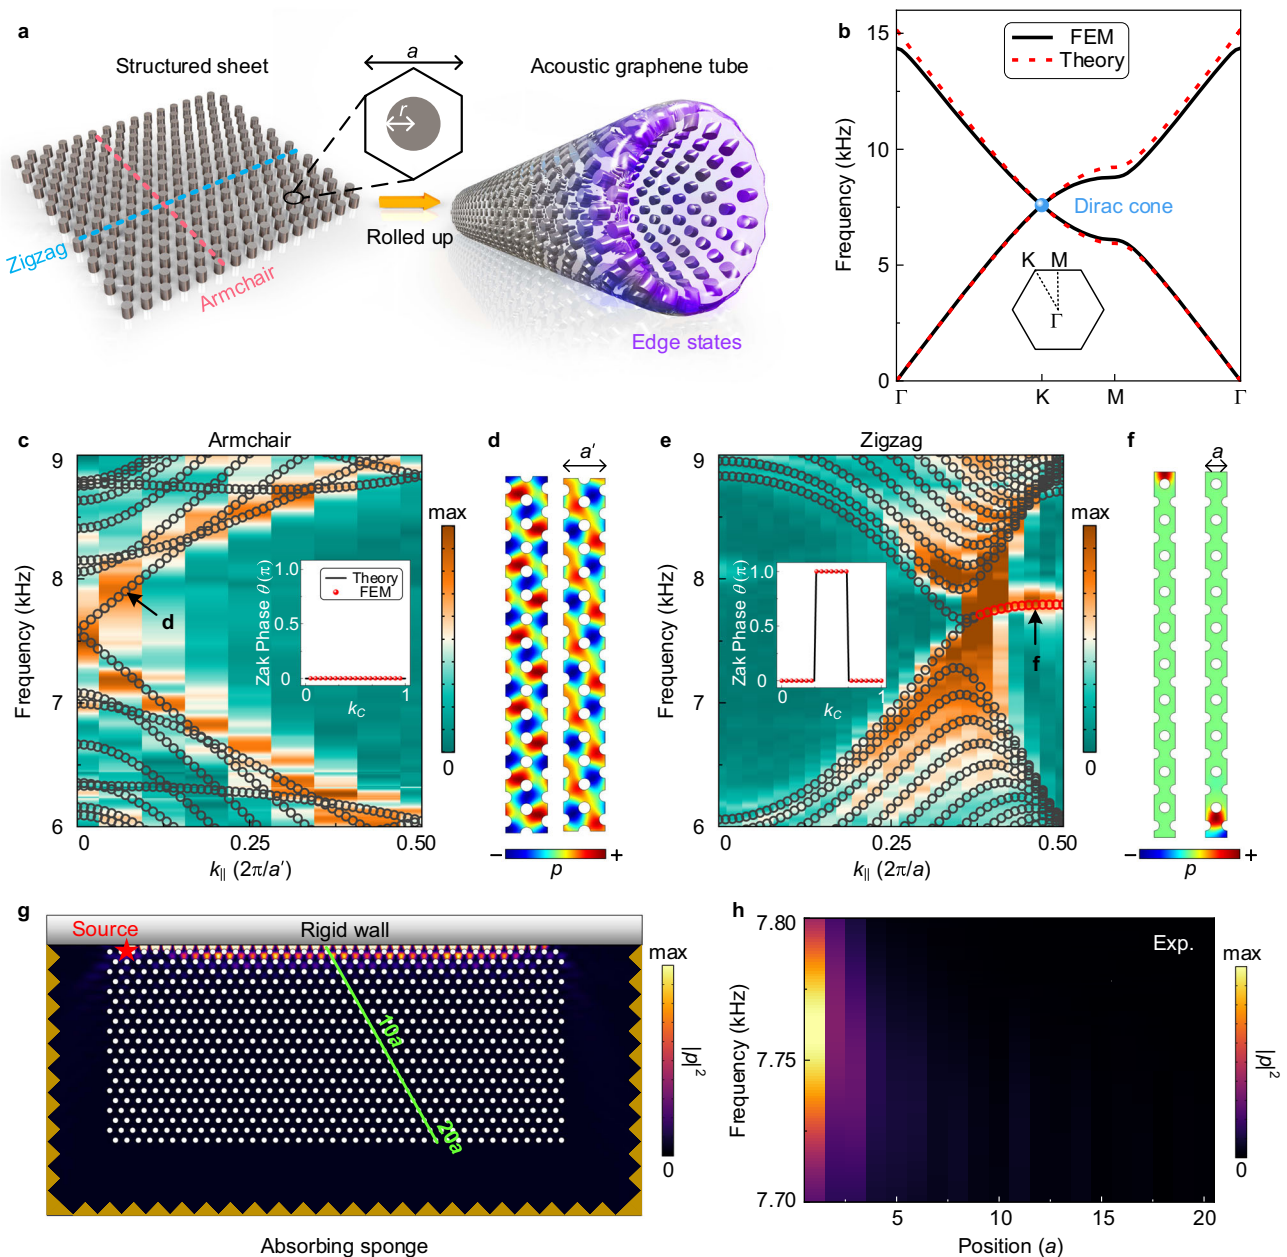 a
Structured sheet
a
r
Acoustic graphene tube
Zigzag
Armchair
Rolled up
Edge states
b
15
10
5
0
Frequency (kHz)
FEM
Theory
Dirac cone
K M
Γ
Γ K M Γ
c
Armchair
9
8
7
6
Frequency (kHz)
d
1.0
0.5
0
Zak Phase θ (π)
Theory
FEM
0 1
k_C
0 0.25 0.50
k_|| (2π/a′)
max
0
d
a′
− +
p
e
Zigzag
9
8
7
6
Frequency (kHz)
1.0
0.5
0
Zak Phase θ (π)
0 1
k_C
f
0 0.25 0.50
k_|| (2π/a)
max
0
f
a
− +
p
g
Source
Rigid wall
10a
20a
Absorbing sponge
max
0
|p|²
h
7.80
7.75
7.70
Frequency (kHz)
Exp.
5 10 15 20
Position (a)
max
0
|p|²